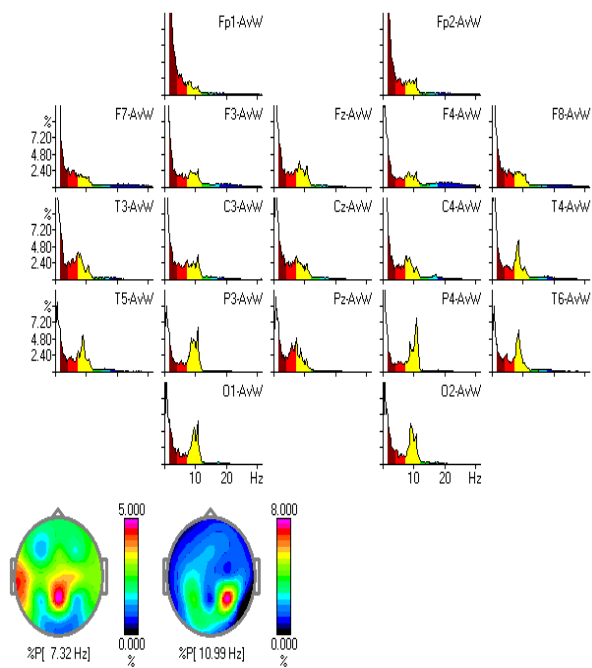 Fp1-AvW Fp2-AvW
F7-AvW F3-AvW Fz-AvW F4-AvW F8-AvW
%
7.20
4.80
2.40
T3-AvW C3-AvW Cz-AvW C4-AvW T4-AvW
%
7.20
4.80
2.40
T5-AvW P3-AvW Pz-AvW P4-AvW T6-AvW
%
7.20
4.80
2.40
O1-AvW O2-AvW
10 20 Hz 10 20 Hz
5.000 8.000
0.000 0.000
%P[ 7.32 Hz] % %P[10.99 Hz] %